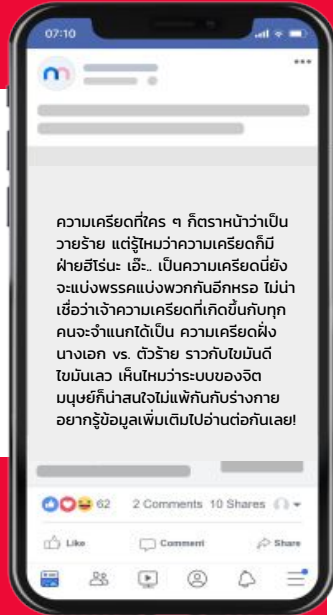 07:10
ความเครียดที่ใคร ๆ ก็ตราหน้าว่าเป็น
วายร้าย แต่รู้ไหมว่าความเครียดก็มี
ฝ่ายฮีโร่นะ เอ๊ะ.. เป็นความเครียดนี่ยัง
จะแบ่งพรรคแบ่งพวกกันอีกหรอ ไม่น่า
เชื่อว่าเจ้าความเครียดที่เกิดขึ้นกับทุก
คนจะจำแนกได้เป็น ความเครียดฝั่ง
นางเอก vs. ตัวร้าย ราวกับไขมันดี
ไขมันเลว เห็นไหมว่าระบบของจิต
มนุษย์ก็น่าสนใจไม่แพ้กันกับร่างกาย
อยากรู้ข้อมูลเพิ่มเติมไปอ่านต่อกันเลย!
62 2 Comments 10 Shares
Like Comment Share